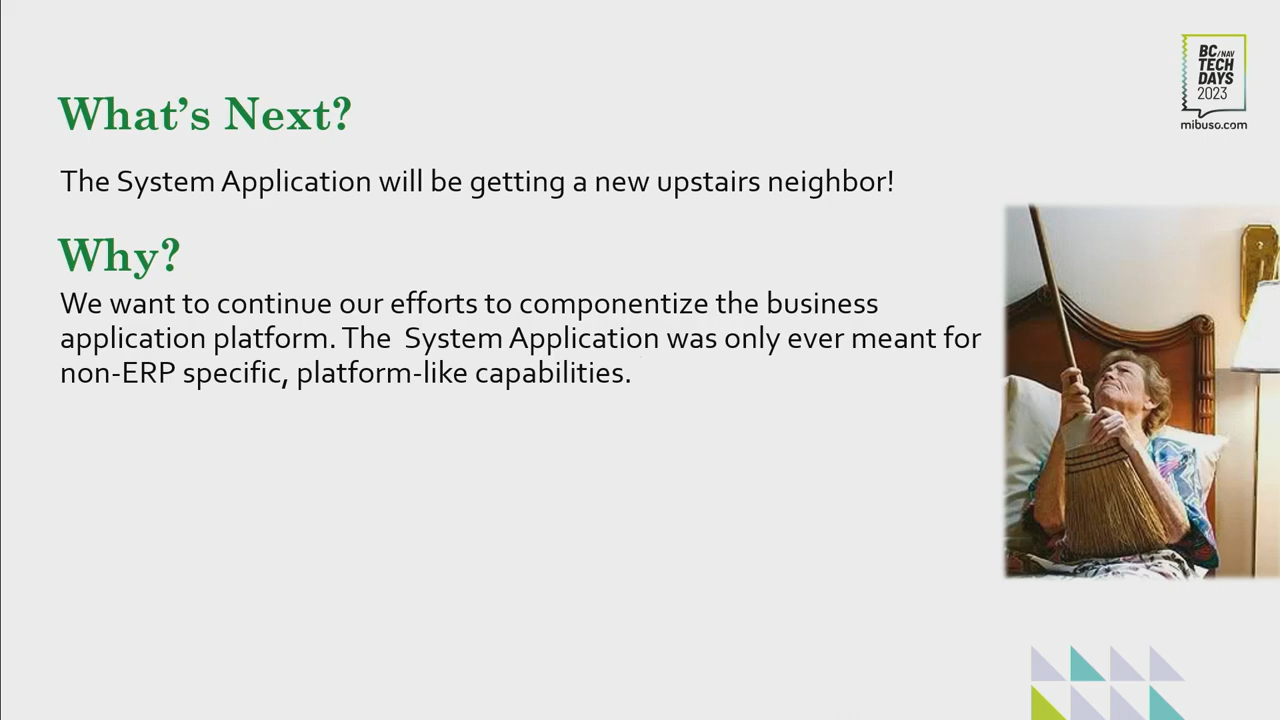 BC/NAV
TECH
DAYS
2023
mibuso.com
What's Next?
The System Application will be getting a new upstairs neighbor!
Why?
We want to continue our efforts to componentize the business
application platform. The  System Application was only ever meant for
non-ERP specific, platform-like capabilities.